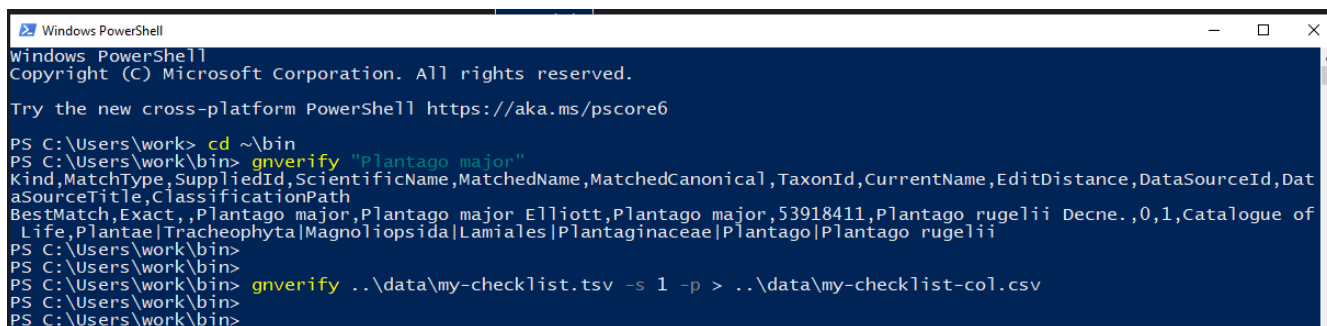 Windows PowerShell
Windows PowerShell
Copyright (C) Microsoft Corporation. All rights reserved.
Try the new cross-platform PowerShell https://aka.ms/pscore6
PS C:\Users\work> cd ~\bin
PS C:\Users\work\bin> gnverify "Plantago major"
Kind,MatchType,SuppliedId,ScientificName,MatchedName,MatchedCanonical,TaxonId,CurrentName,EditDistance,DataSourceId,Dat
aSourceTitle,ClassificationPath
BestMatch,Exact,,Plantago major,Plantago major Elliott,Plantago major,53918411,Plantago rugelii Decne.,0,1,Catalogue of
 Life,Plantae|Tracheophyta|Magnoliopsida|Lamiales|Plantaginaceae|Plantago|Plantago rugelii
PS C:\Users\work\bin>
PS C:\Users\work\bin>
PS C:\Users\work\bin> gnverify ..\data\my-checklist.tsv -s 1 -p > ..\data\my-checklist-col.csv
PS C:\Users\work\bin>
PS C:\Users\work\bin>